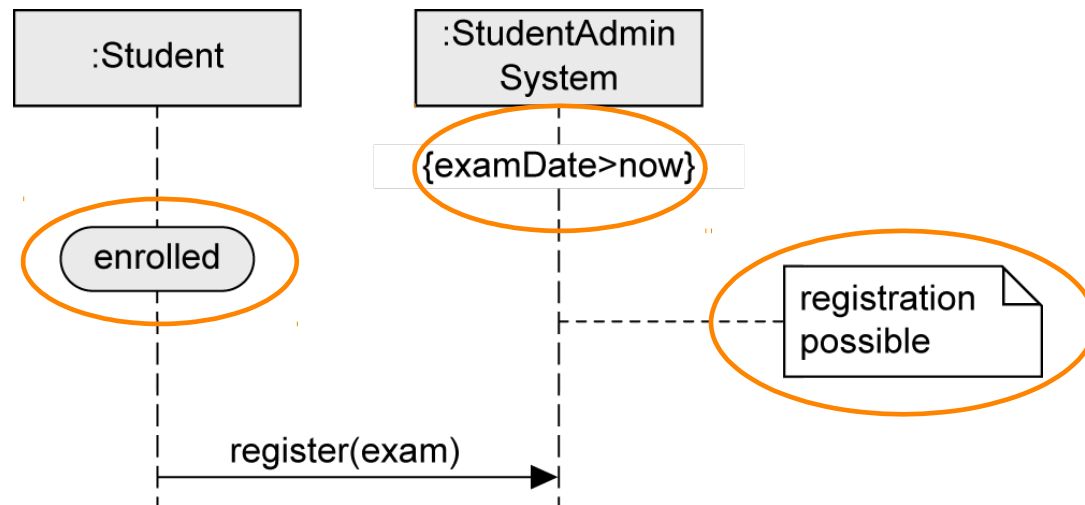 :Student
:StudentAdmin
System
{examDate>now}
enrolled
registration
possible
register(exam)